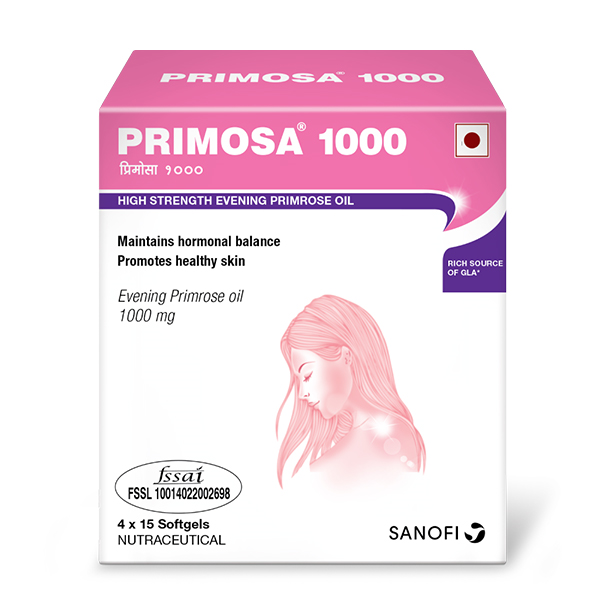 PRIMOSA® 1000
PRIMOSA® 1000
प्रिमोसा १०००
HIGH STRENGTH EVENING PRIMROSE OIL
Maintains hormonal balance
Promotes healthy skin
RICH SOURCE
OF GLA*
Evening Primrose oil
1000 mg
fssai
FSSL 10014022002698
4 x 15 Softgels
NUTRACEUTICAL
SANOFI